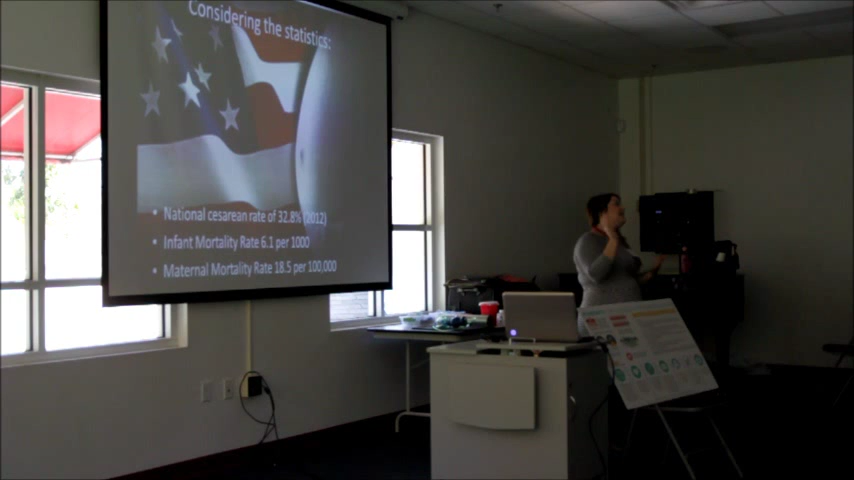 Considering the statistics:
• National cesarean rate of 32.8% (2012)
• Infant Mortality Rate 6.1 per 1000
• Maternal Mortality Rate 18.5 per 100,000